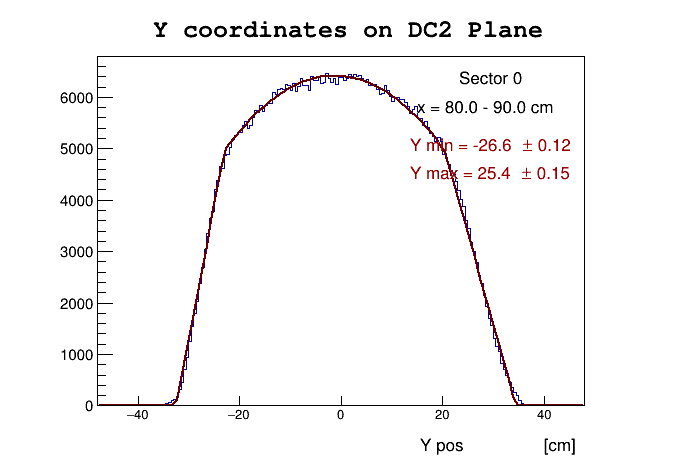 Y coordinates on DC2 Plane
Sector 0
x = 80.0 - 90.0 cm
Y min = -26.6 ± 0.12
Y max = 25.4 ± 0.15
6000
5000
4000
3000
2000
1000
0
−40 −20 0 20 40
Y pos [cm]